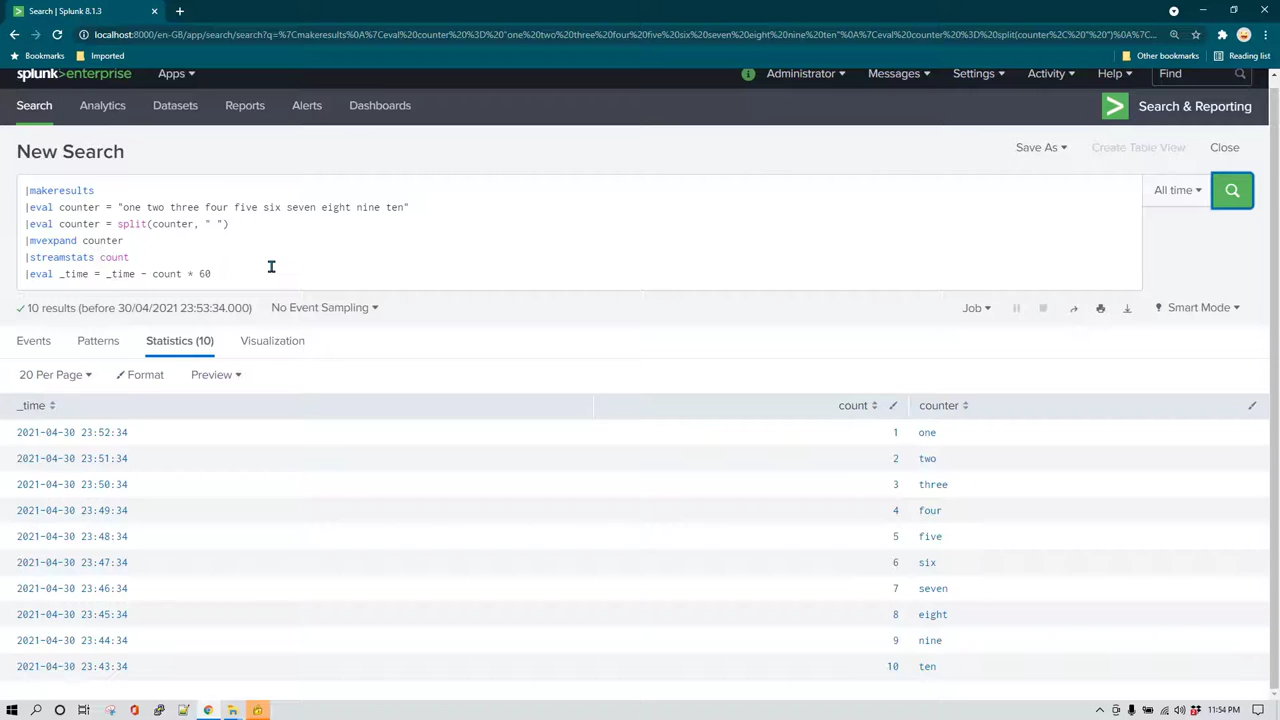 Search | Splunk 8.1.3
localhost:8000/en-GB/app/search/search?q=%7Cmakeresults%0A%7Ceval counter%3D%20"one%20two%20three%20four%20five%20six%20seven%20eight%20nine%20ten"%0A%7Ceval counter%20%3D%20split(counter%2C%20"%20")%0A%7C...
Bookmarks Imported Other bookmarks Reading list
splunk>enterprise Apps Administrator Messages Settings Activity Help Find
Search Analytics Datasets Reports Alerts Dashboards Search & Reporting
New Search Save As Create Table View Close
|makeresults All time
|eval counter = "one two three four five six seven eight nine ten"
|eval counter = split(counter, " ")
|mvexpand counter
|streamstats count
|eval _time = _time - count * 60
10 results (before 30/04/2021 23:53:34.000) No Event Sampling Job Smart Mode
Events Patterns Statistics (10) Visualization
20 Per Page Format Preview
_time count counter
2021-04-30 23:52:34 1 one
2021-04-30 23:51:34 2 two
2021-04-30 23:50:34 3 three
2021-04-30 23:49:34 4 four
2021-04-30 23:48:34 5 five
2021-04-30 23:47:34 6 six
2021-04-30 23:46:34 7 seven
2021-04-30 23:45:34 8 eight
2021-04-30 23:44:34 9 nine
2021-04-30 23:43:34 10 ten
11:54 PM